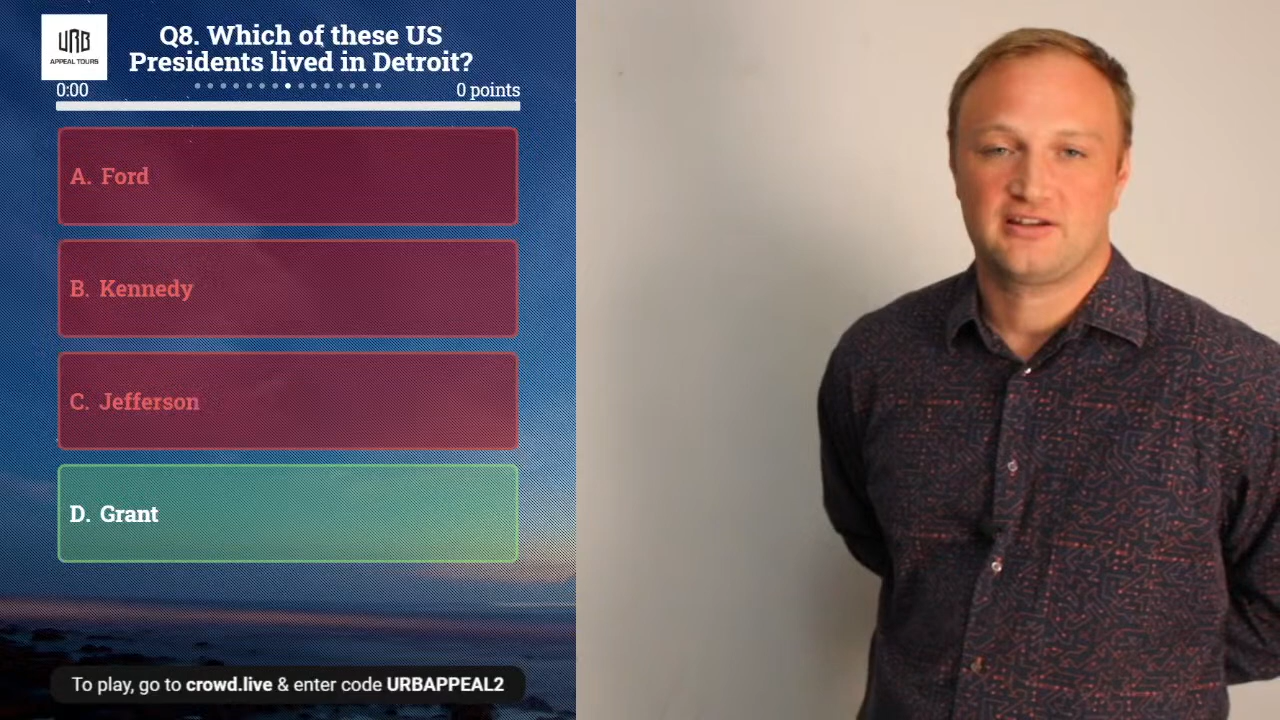 URB
APPEAL TOURS
Q8. Which of these US
Presidents lived in Detroit?
0:00
0 points
A. Ford
B. Kennedy
C. Jefferson
D. Grant
To play, go to crowd.live & enter code URBAPPEAL2